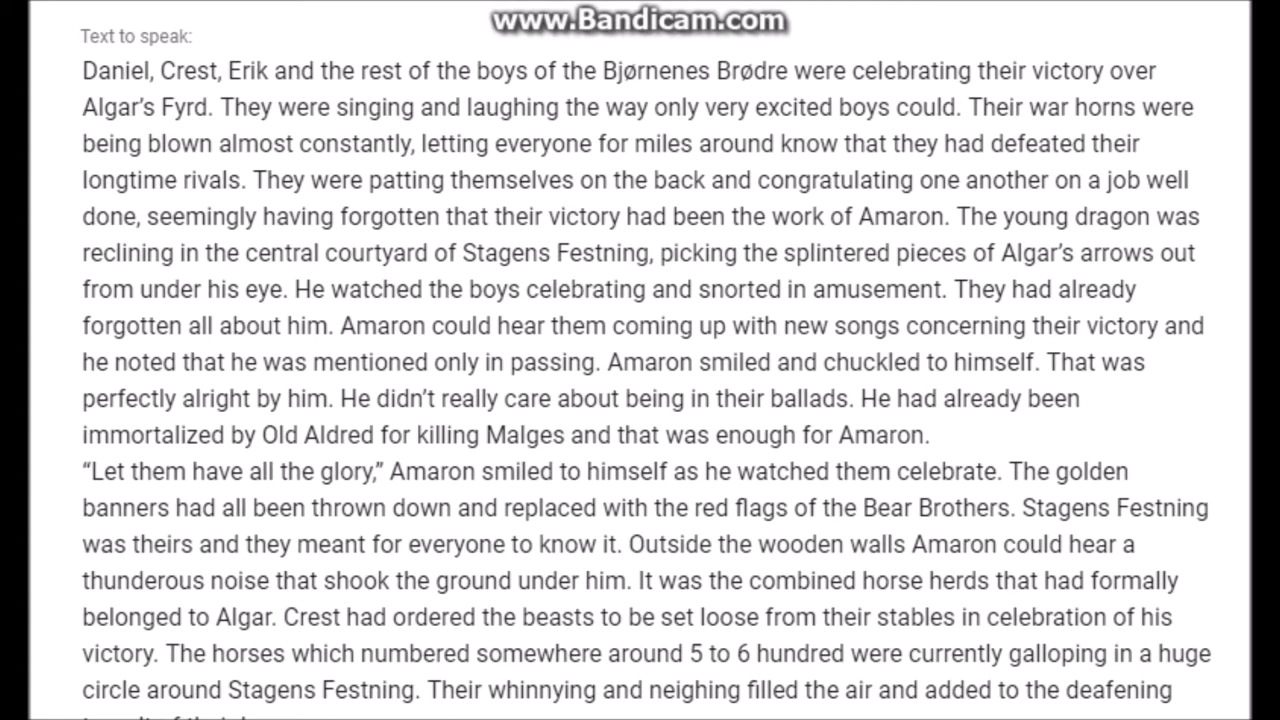 www.Bandicam.com
Text to speak:
Daniel, Crest, Erik and the rest of the boys of the Bjørnenes Brødre were celebrating their victory over
Algar’s Fyrd. They were singing and laughing the way only very excited boys could. Their war horns were
being blown almost constantly, letting everyone for miles around know that they had defeated their
longtime rivals. They were patting themselves on the back and congratulating one another on a job well
done, seemingly having forgotten that their victory had been the work of Amaron. The young dragon was
reclining in the central courtyard of Stagens Festning, picking the splintered pieces of Algar’s arrows out
from under his eye. He watched the boys celebrating and snorted in amusement. They had already
forgotten all about him. Amaron could hear them coming up with new songs concerning their victory and
he noted that he was mentioned only in passing. Amaron smiled and chuckled to himself. That was
perfectly alright by him. He didn’t really care about being in their ballads. He had already been
immortalized by Old Aldred for killing Malges and that was enough for Amaron.
“Let them have all the glory,” Amaron smiled to himself as he watched them celebrate. The golden
banners had all been thrown down and replaced with the red flags of the Bear Brothers. Stagens Festning
was theirs and they meant for everyone to know it. Outside the wooden walls Amaron could hear a
thunderous noise that shook the ground under him. It was the combined horse herds that had formally
belonged to Algar. Crest had ordered the beasts to be set loose from their stables in celebration of his
victory. The horses which numbered somewhere around 5 to 6 hundred were currently galloping in a huge
circle around Stagens Festning. Their whinnying and neighing filled the air and added to the deafening